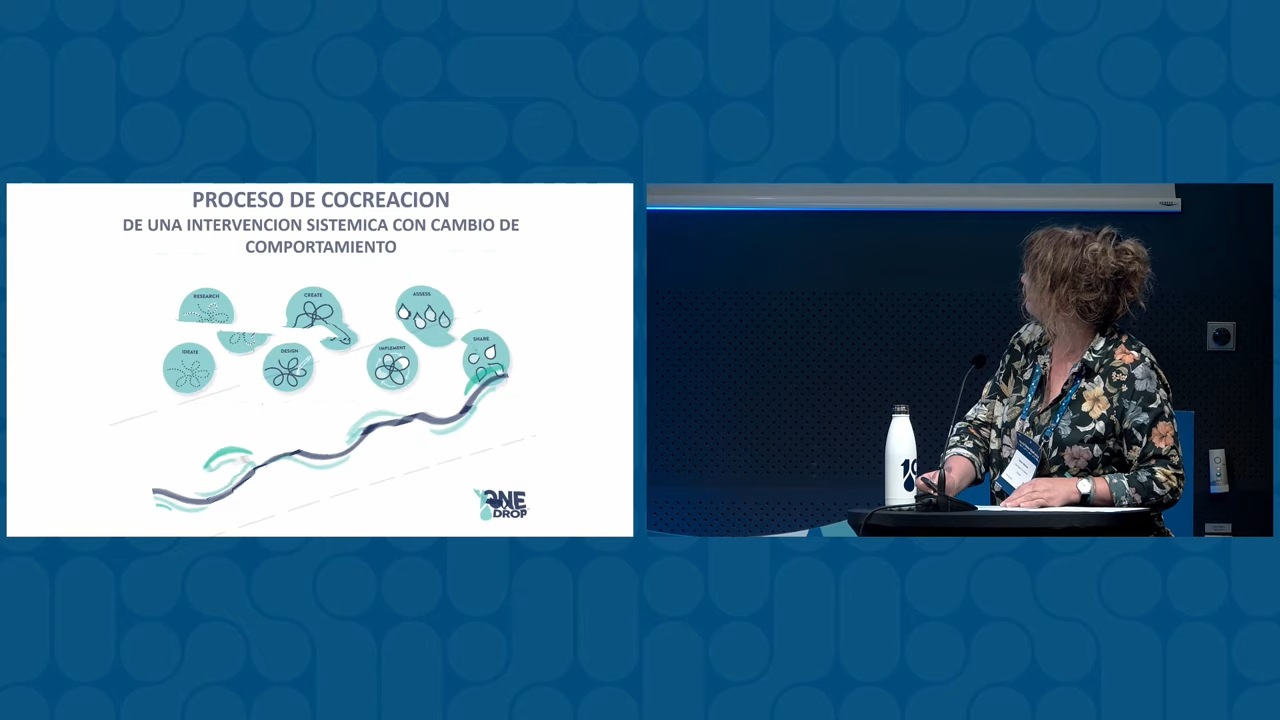 PROCESO DE COCREACION
DE UNA INTERVENCION SISTEMICA CON CAMBIO DE
COMPORTAMIENTO
RESEARCH
CREATE
ASSESS
IDEATE
DESIGN
IMPLEMENT
SHARE
ONE
DROP